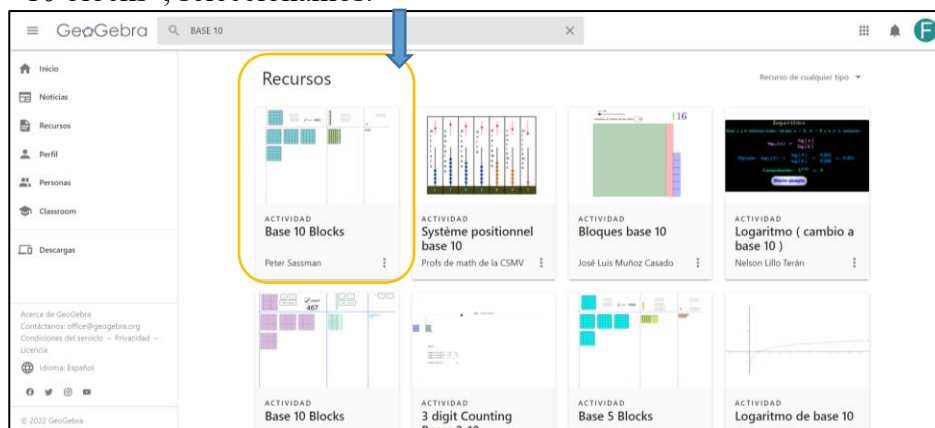 GeoGebra
BASE 10
F
Inicio
Noticias
Recursos
Perfil
Personas
Classroom
Descargas
Acerca de GeoGebra
Contáctanos: office@geogebra.org
Condiciones del servicio – Privacidad –
Licencia
Idioma: Español
© 2022 GeoGebra
Recursos
Recurso de cualquier tipo
ACTIVIDAD
Base 10 Blocks
Peter Sassman
ACTIVIDAD
Système positionnel
base 10
Profs de math de la CSMV
116
ACTIVIDAD
Bloques base 10
José Luis Muñoz Casado
Logaritmo
ACTIVIDAD
Logaritmo ( cambio a
base 10 )
Nelson Lillo Terán
467
ACTIVIDAD
Base 10 Blocks
ACTIVIDAD
3 digit Counting
ACTIVIDAD
Base 5 Blocks
ACTIVIDAD
Logaritmo de base 10